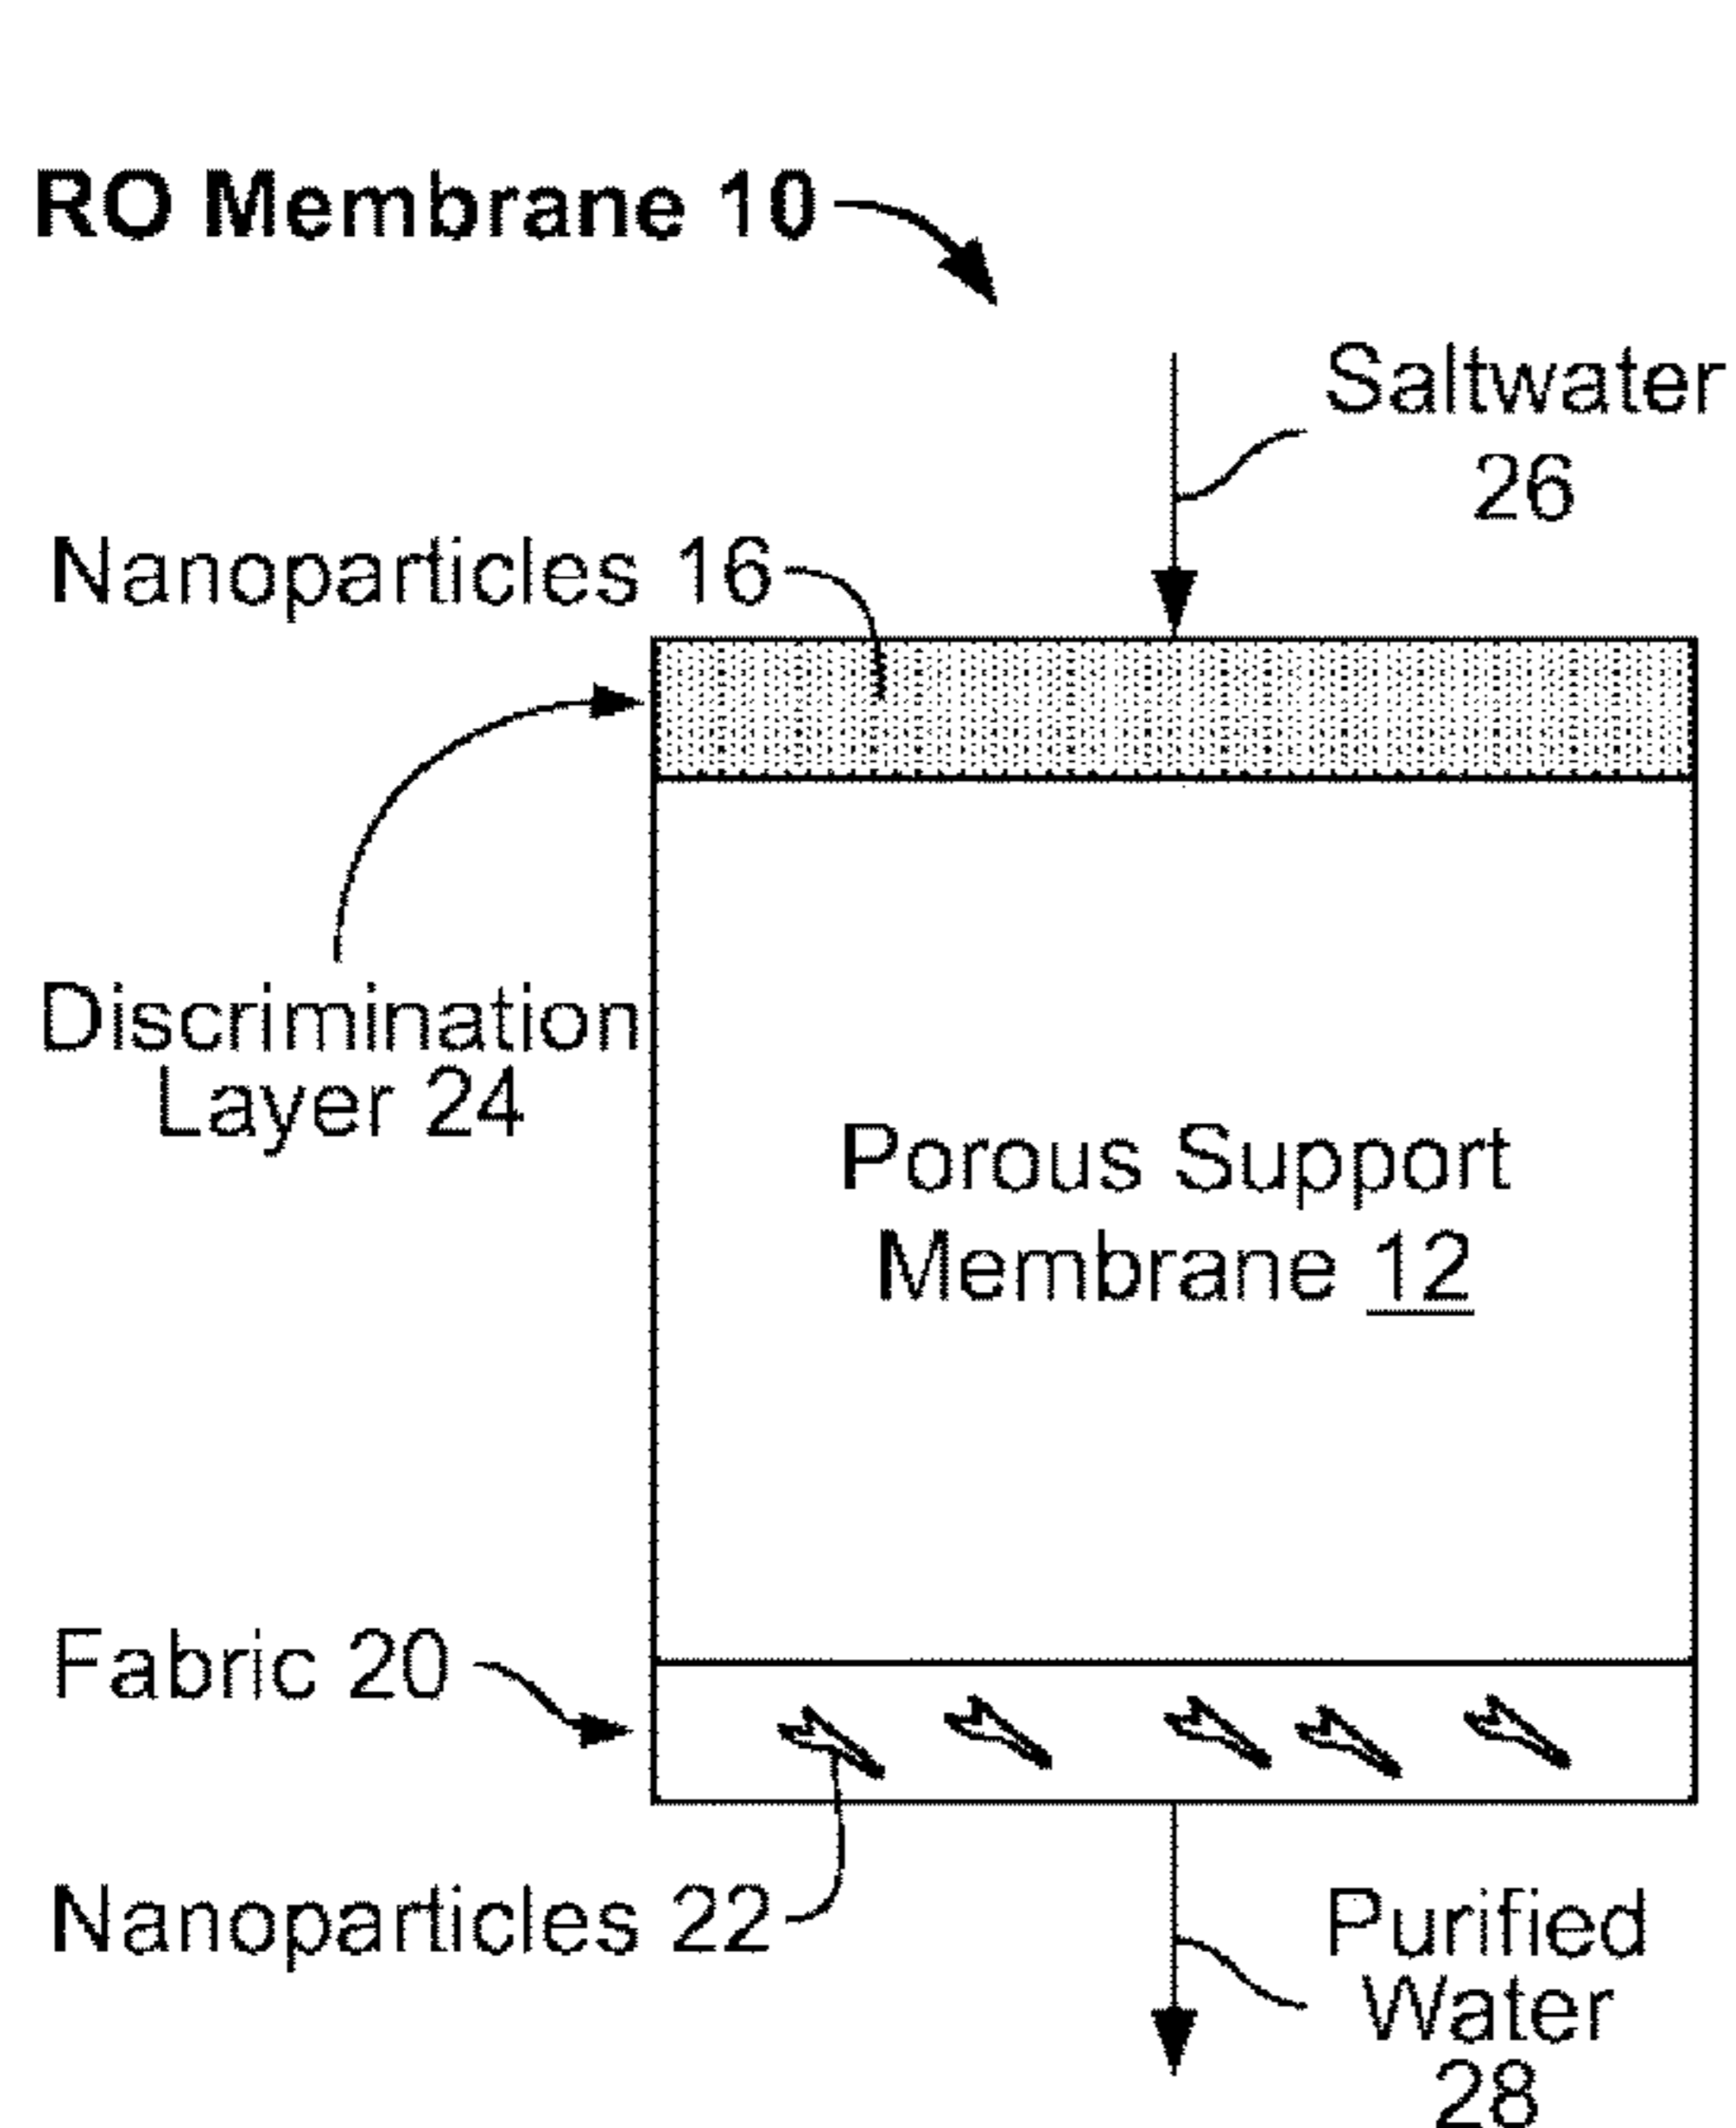 RO Membrane 10
Saltwater
26
Nanoparticles 16
Discrimination
Layer 24
Porous Support
Membrane 12
Fabric 20
Nanoparticles 22
Purified
Water
28